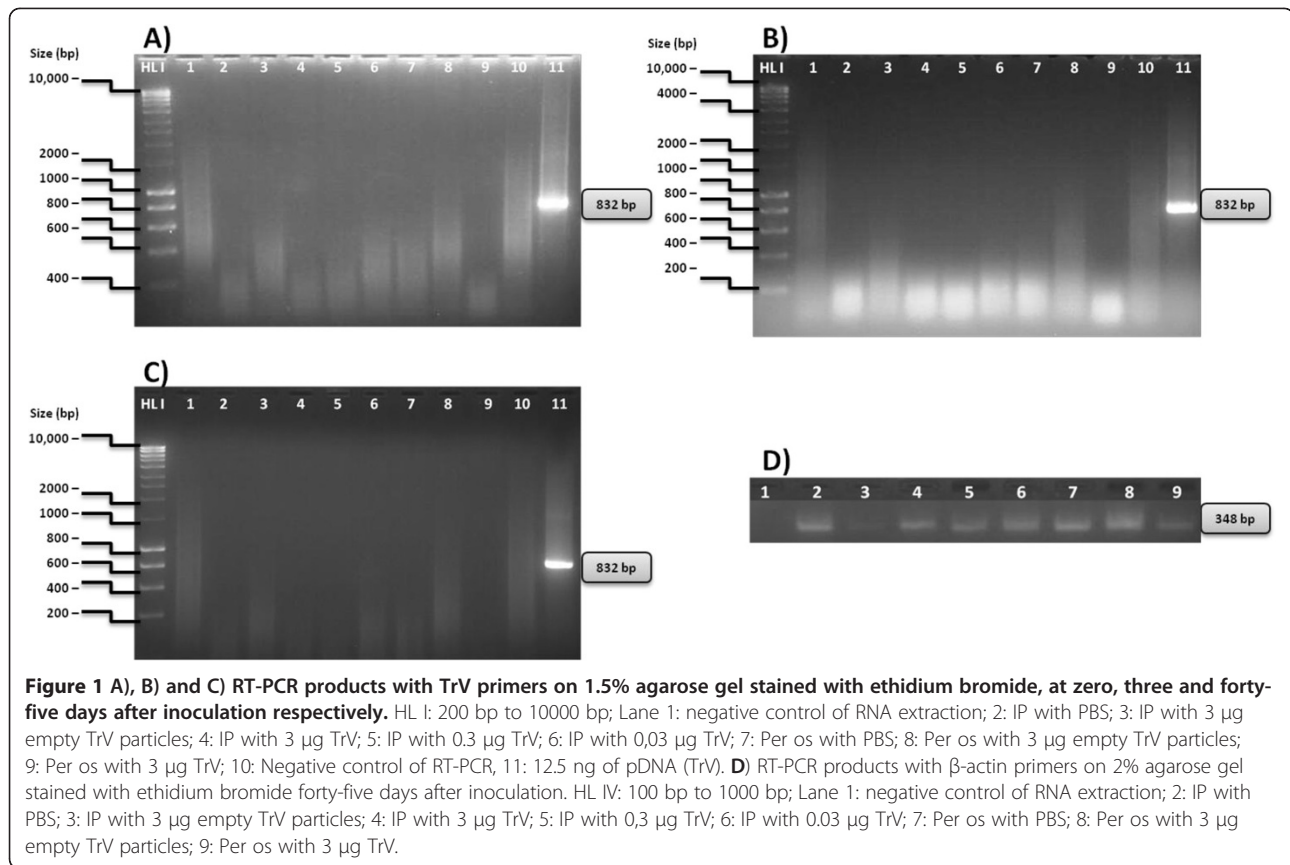 A)
Size (bp)
HL I 1 2 3 4 5 6 7 8 9 10 11
10,000 –
2000 –
1000 –
800 –
600 –
400 –
832 bp
B)
Size (bp)
HL I 1 2 3 4 5 6 7 8 9 10 11
10,000 –
4000 –
2000 –
1000 –
800 –
600 –
400 –
200 –
832 bp
C)
Size (bp)
HL I 1 2 3 4 5 6 7 8 9 10 11
10,000 –
2000 –
1000 –
800 –
600 –
400 –
200 –
832 bp
D)
1 2 3 4 5 6 7 8 9
348 bp
Figure 1 A), B) and C) RT-PCR products with TrV primers on 1.5% agarose gel stained with ethidium bromide, at zero, three and forty-
five days after inoculation respectively. HL I: 200 bp to 10000 bp; Lane 1: negative control of RNA extraction; 2: IP with PBS; 3: IP with 3 μg
empty TrV particles; 4: IP with 3 μg TrV; 5: IP with 0.3 μg TrV; 6: IP with 0,03 μg TrV; 7: Per os with PBS; 8: Per os with 3 μg empty TrV particles;
9: Per os with 3 μg TrV; 10: Negative control of RT-PCR, 11: 12.5 ng of pDNA (TrV). D) RT-PCR products with β-actin primers on 2% agarose gel
stained with ethidium bromide forty-five days after inoculation. HL IV: 100 bp to 1000 bp; Lane 1: negative control of RNA extraction; 2: IP with
PBS; 3: IP with 3 μg empty TrV particles; 4: IP with 3 μg TrV; 5: IP with 0,3 μg TrV; 6: IP with 0.03 μg TrV; 7: Per os with PBS; 8: Per os with 3 μg
empty TrV particles; 9: Per os with 3 μg TrV.